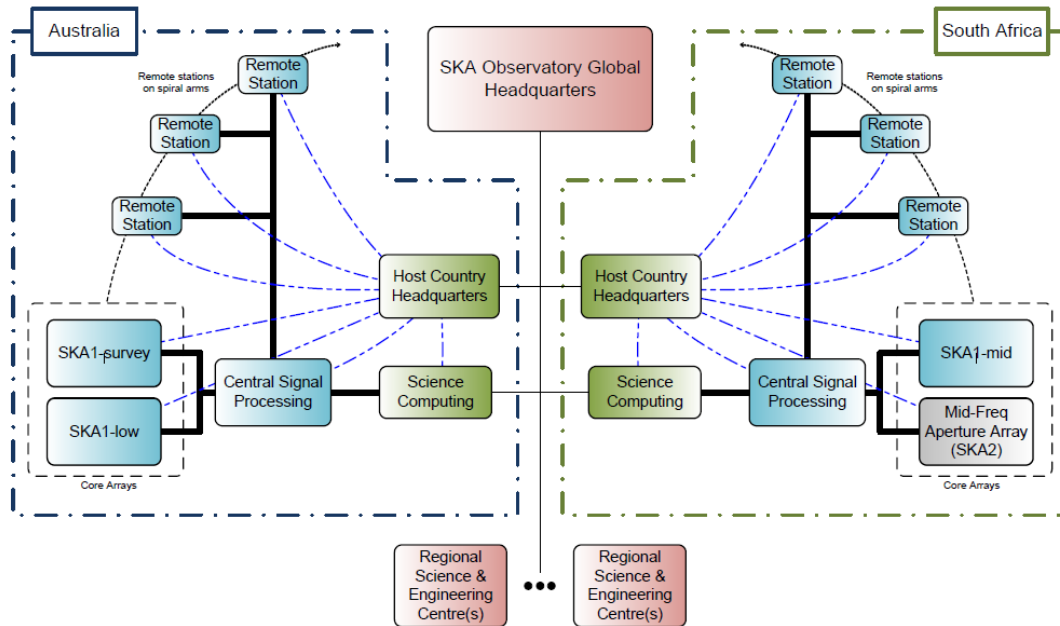 Australia
South Africa
SKA Observatory Global
Headquarters
Remote
Station
Remote stations
on spiral arms
Remote
Station
Remote
Station
Host Country
Headquarters
SKA1-survey
SKA1-low
Core Arrays
Central Signal
Processing
Science
Computing
Remote
Station
Remote stations
on spiral arms
Remote
Station
Remote
Station
Host Country
Headquarters
Science
Computing
Central Signal
Processing
SKA1-mid
Mid-Freq
Aperture Array
(SKA2)
Core Arrays
Regional
Science &
Engineering
Centre(s)
•••
Regional
Science &
Engineering
Centre(s)